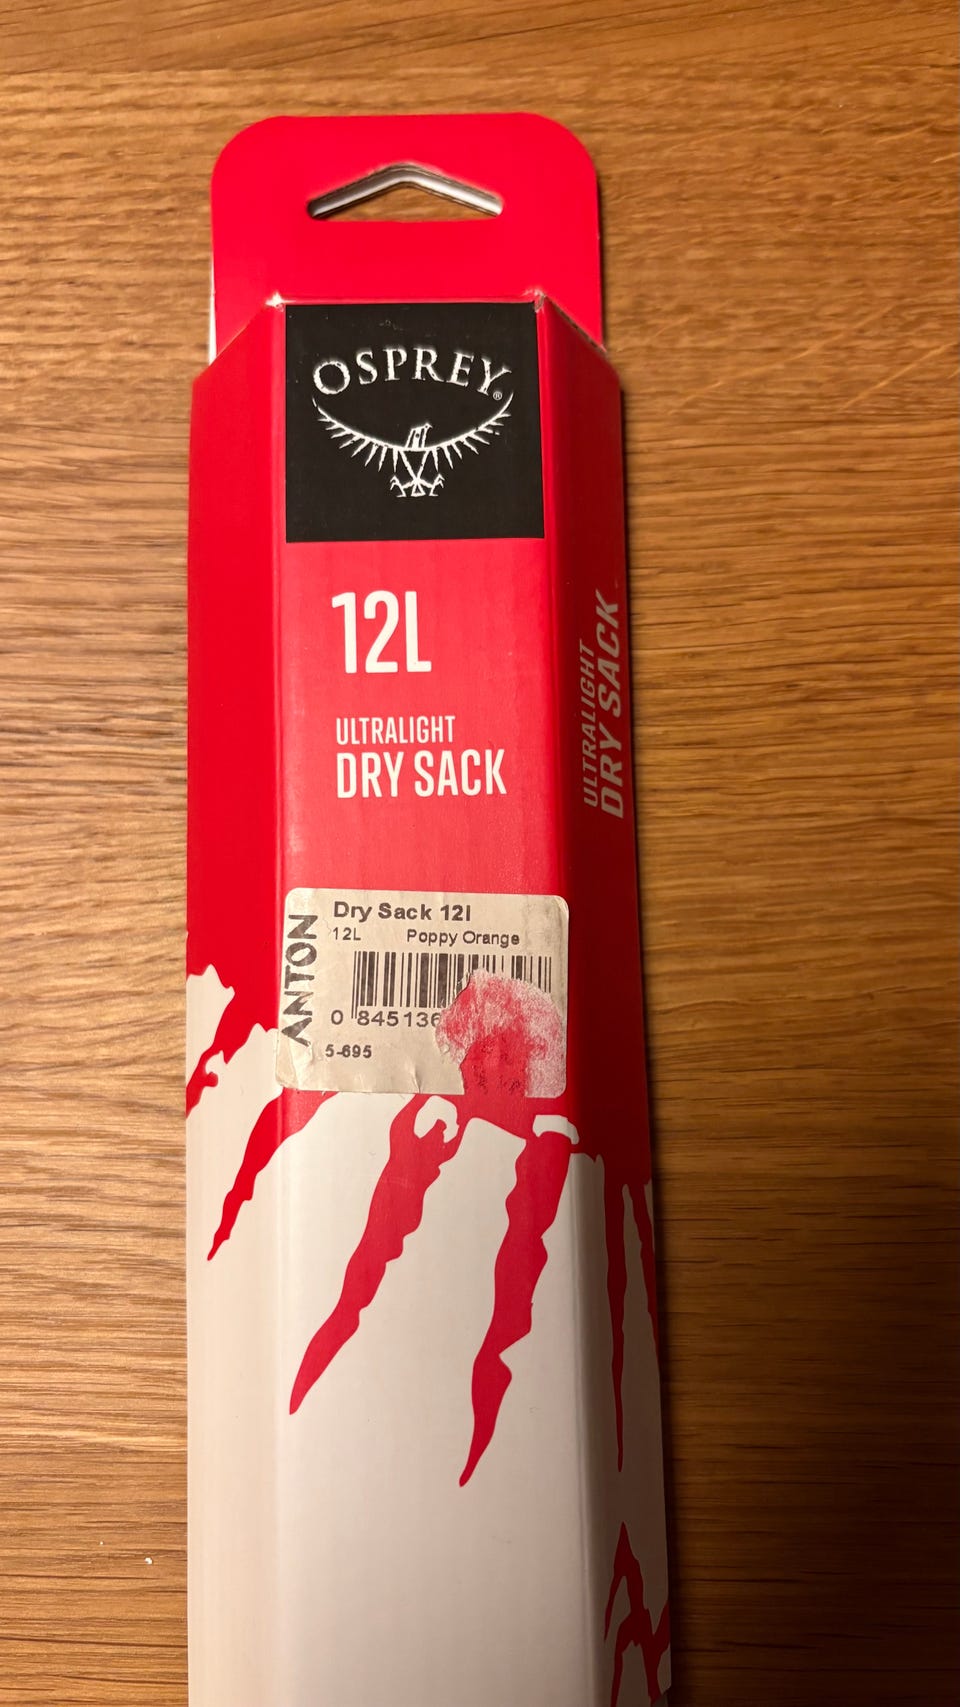 OSPREY®
12L
ULTRALIGHT
DRY SACK
ULTRALIGHT
DRY SACK
Dry Sack 12l
12L Poppy Orange
0 845136
5-695
ANTON